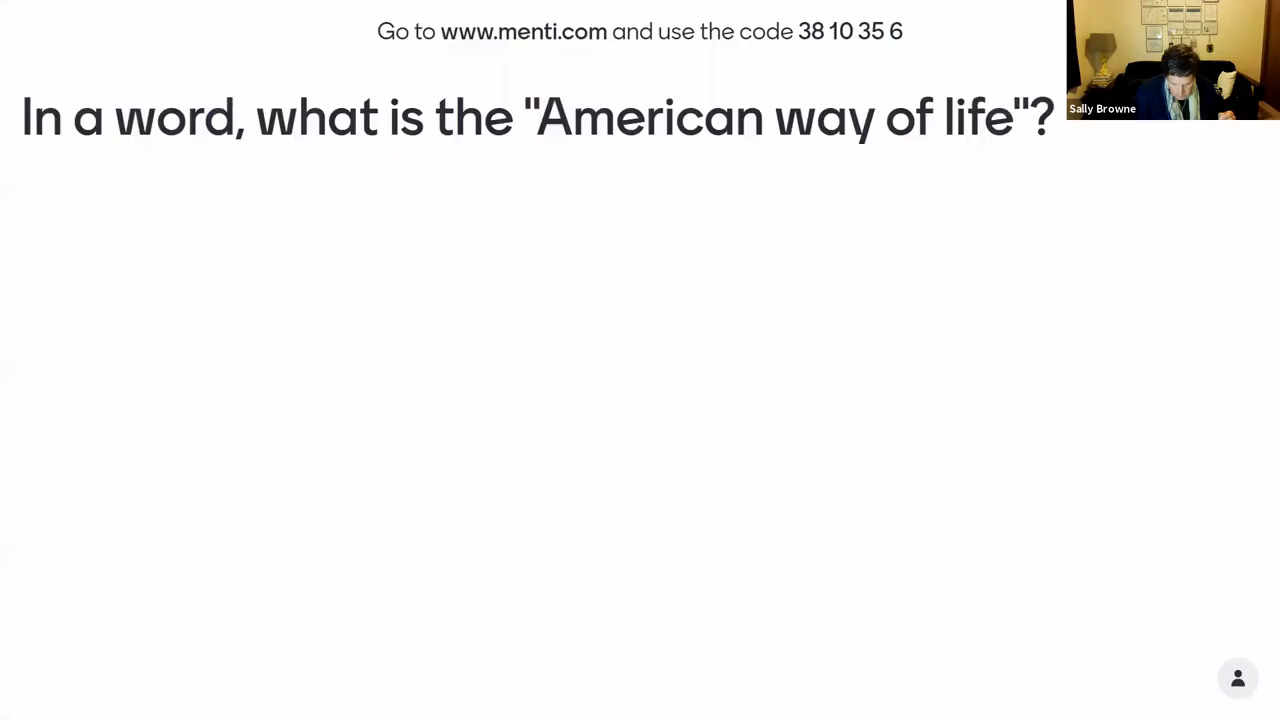 Go to www.menti.com and use the code 38 10 35 6
In a word, what is the "American way of life"?
Sally Browne